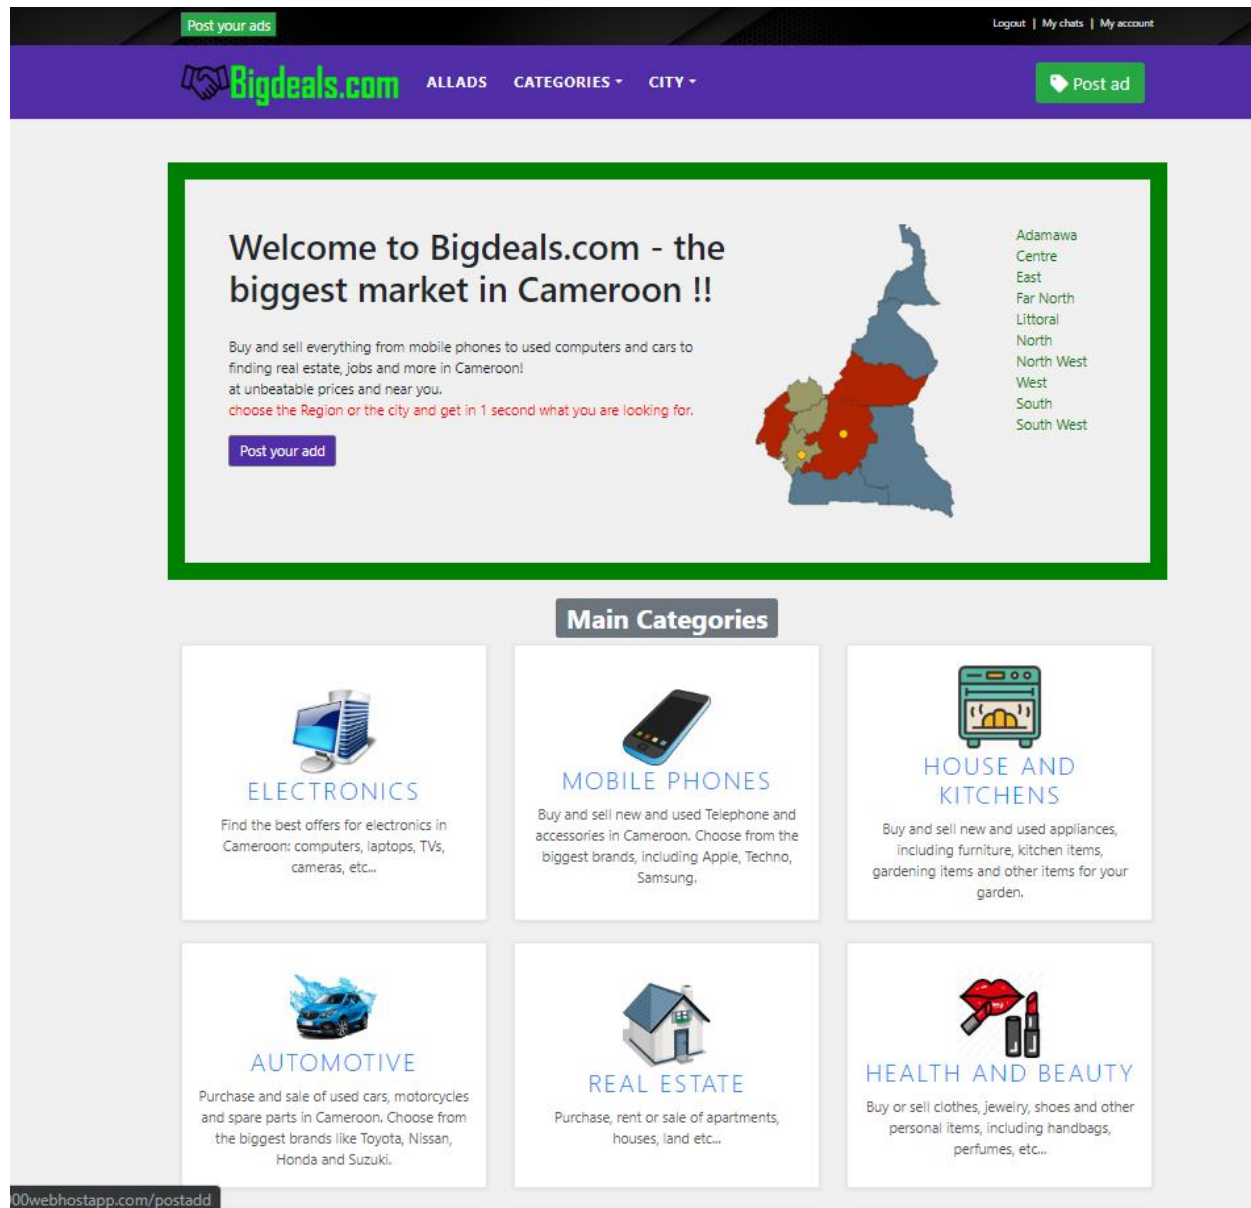 Post your ads
Logout | My chats | My account
Bigdeals.com
ALLADS CATEGORIES CITY
Post ad
Welcome to Bigdeals.com - the
biggest market in Cameroon !!
Buy and sell everything from mobile phones to used computers and cars to
finding real estate, jobs and more in Cameroon!
at unbeatable prices and near you.
choose the Region or the city and get in 1 second what you are looking for.
Post your add
Adamawa
Centre
East
Far North
Littoral
North
North West
West
South
South West
Main Categories
ELECTRONICS
Find the best offers for electronics in
Cameroon: computers, laptops, TVs,
cameras, etc...
MOBILE PHONES
Buy and sell new and used Telephone and
accessories in Cameroon. Choose from the
biggest brands, including Apple, Techno,
Samsung.
HOUSE AND
KITCHENS
Buy and sell new and used appliances,
including furniture, kitchen items,
gardening items and other items for your
garden.
AUTOMOTIVE
Purchase and sale of used cars, motorcycles
and spare parts in Cameroon. Choose from
the biggest brands like Toyota, Nissan,
Honda and Suzuki.
REAL ESTATE
Purchase, rent or sale of apartments,
houses, land etc...
HEALTH AND BEAUTY
Buy or sell clothes, jewelry, shoes and other
personal items, including handbags,
perfumes, etc...
00webhostapp.com/postadd